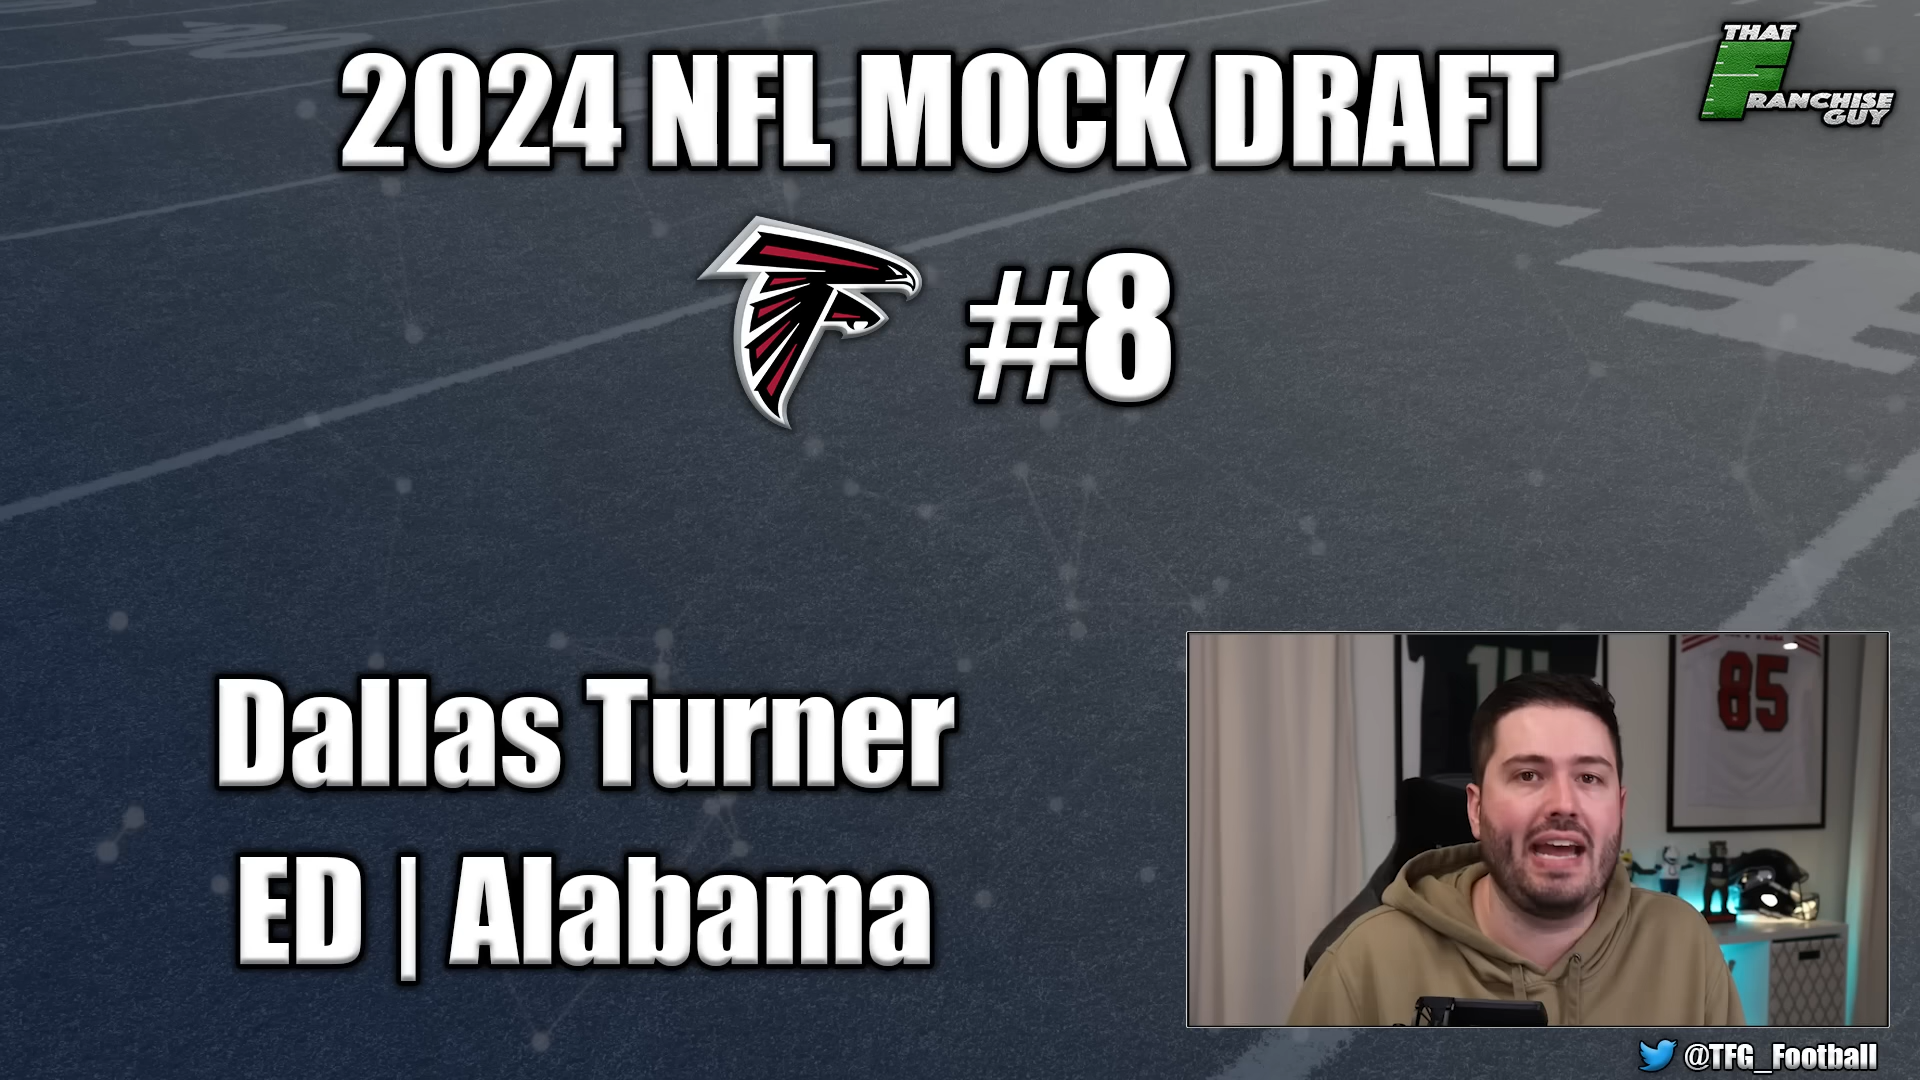 2024 NFL MOCK DRAFT
THAT
FRANCHISE
GUY
#8
Dallas Turner
ED | Alabama
85
@TFG_Football